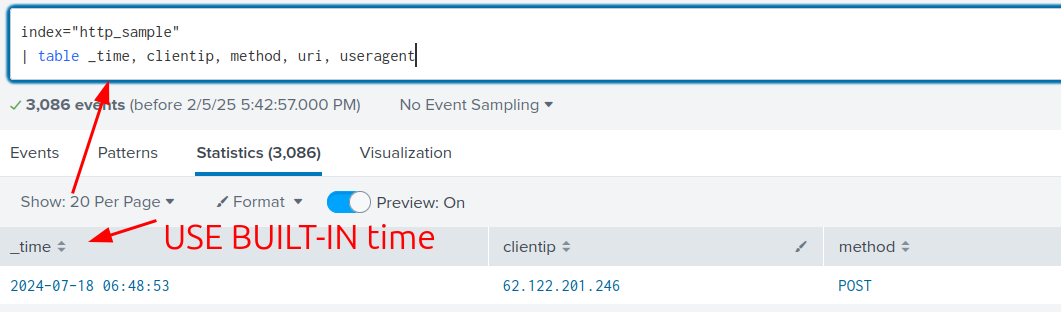 index="http_sample"
| table _time, clientip, method, uri, useragent
3,086 events (before 2/5/25 5:42:57.000 PM) No Event Sampling
Events Patterns Statistics (3,086) Visualization
Show: 20 Per Page Format Preview: On
USE BUILT-IN time
_time clientip method
2024-07-18 06:48:53 62.122.201.246 POST